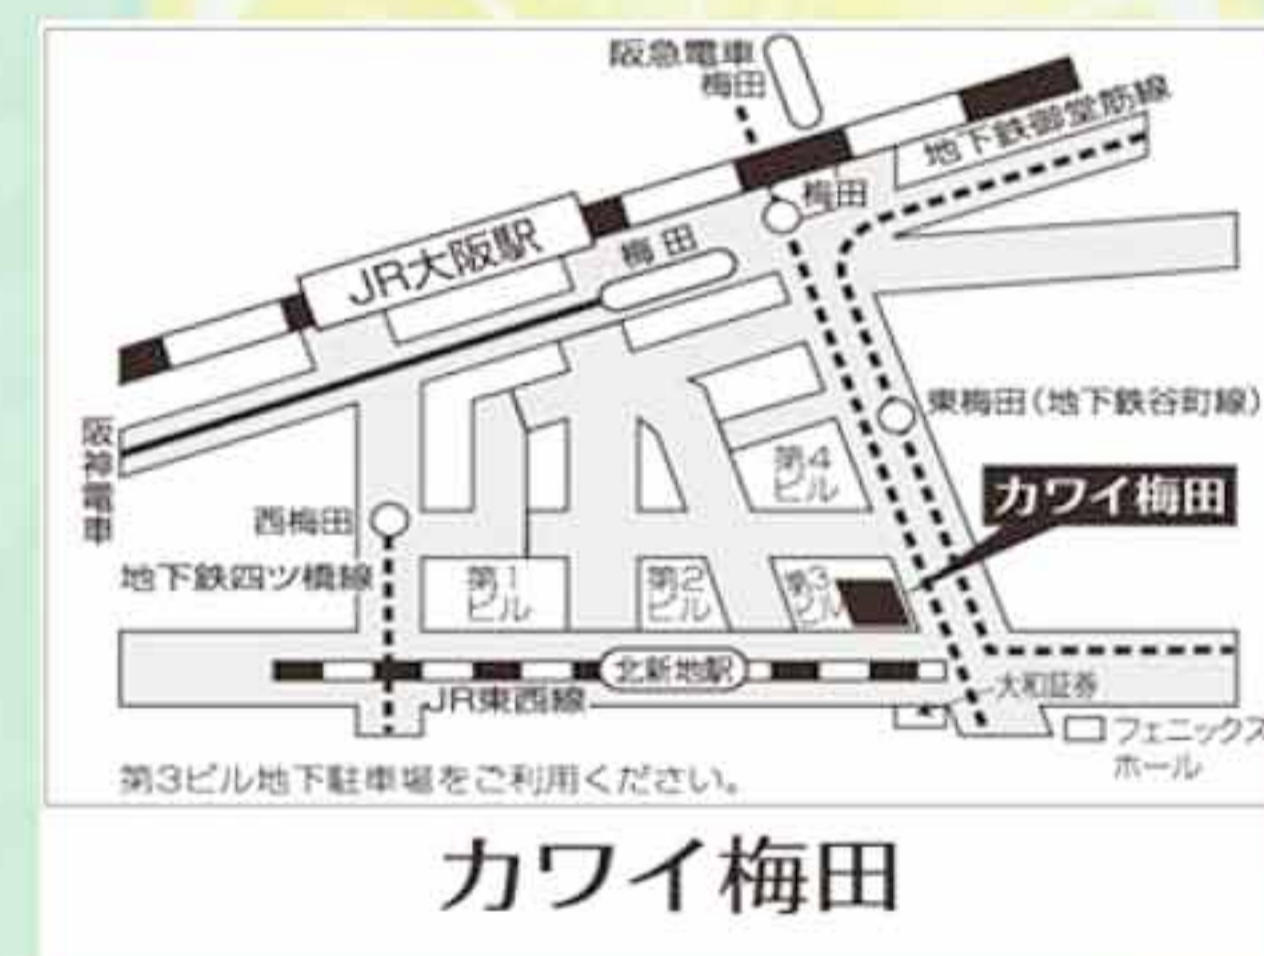 阪急電車
梅田
地下鉄御堂筋線
梅田
JR大阪駅
梅田
阪神電車
東梅田(地下鉄谷町線)
第4
ビル
カワイ梅田
西梅田
地下鉄四ツ橋線
第1
ビル
第2
ビル
第3
ビル
北新地駅
JR東西線
大和証券
フェニックス
ホール
第3ビル地下駐車場をご利用ください。
カワイ梅田